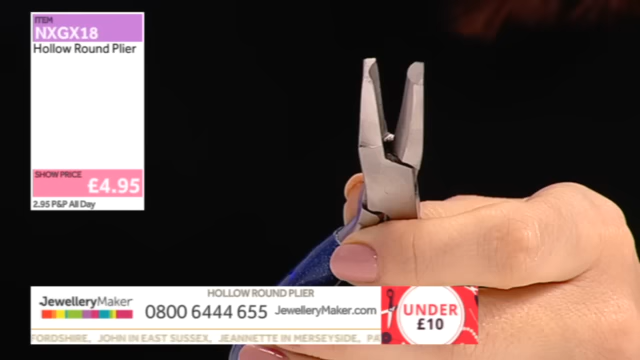 ITEM
NXGX18
Hollow Round Plier
SHOW PRICE
£4.95
2.95 P&P All Day
HOLLOW ROUND PLIER
JewelleryMaker
0800 6444 655
JewelleryMaker.com
UNDER
£10
FORDSHIRE, JOHN IN EAST SUSSEX, JEANNETTE IN MERSEYSIDE,